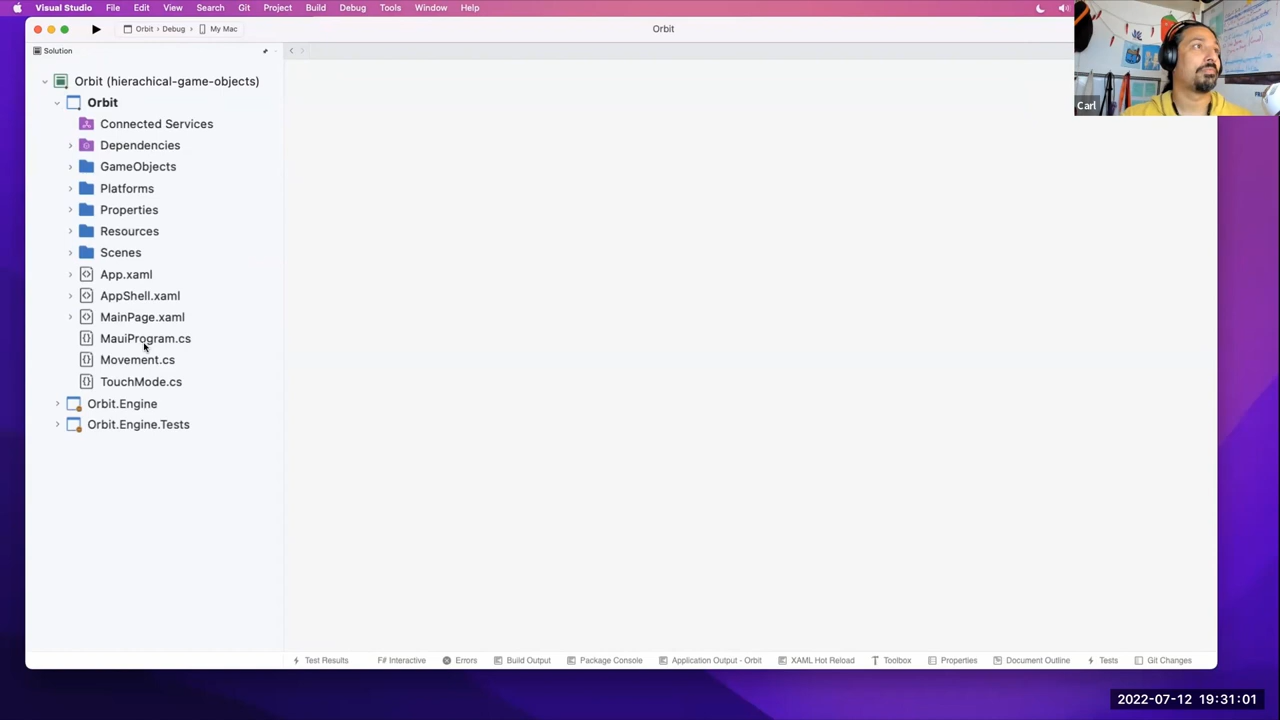 Visual Studio File Edit View Search Git Project Build Debug Tools Window Help
Orbit › Debug › My Mac
Orbit
Solution
Carl
Orbit (hierachical-game-objects)
Orbit
Connected Services
Dependencies
GameObjects
Platforms
Properties
Resources
Scenes
App.xaml
AppShell.xaml
MainPage.xaml
MauiProgram.cs
Movement.cs
TouchMode.cs
Orbit.Engine
Orbit.Engine.Tests
Test Results F# Interactive Errors Build Output Package Console Application Output - Orbit XAML Hot Reload Toolbox Properties Document Outline Tests Git Changes
2022-07-12 19:31:01